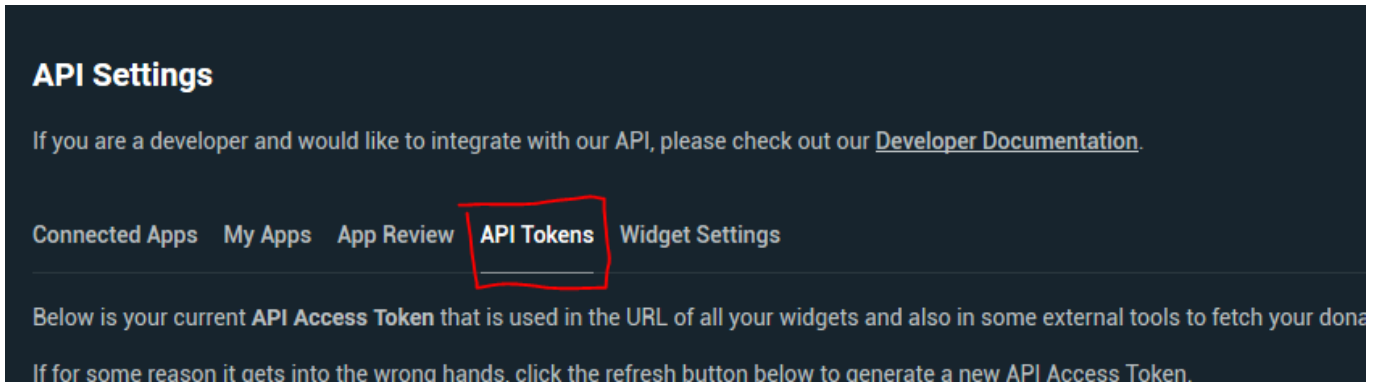 API Settings
If you are a developer and would like to integrate with our API, please check out our Developer Documentation.
Connected Apps My Apps App Review API Tokens Widget Settings
Below is your current API Access Token that is used in the URL of all your widgets and also in some external tools to fetch your dona
If for some reason it gets into the wrong hands, click the refresh button below to generate a new API Access Token.